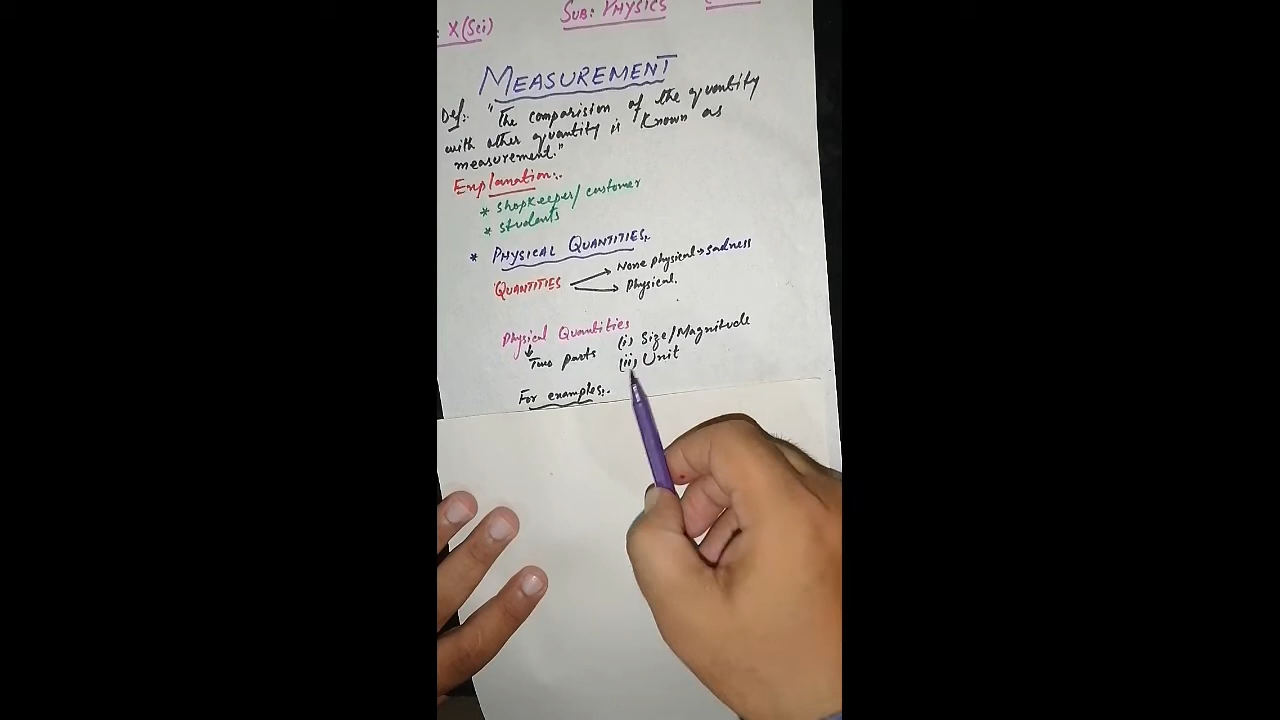 X(Sci)
SUB: PHYSICS
MEASUREMENT
Def:. "The comparision of the quantity
with other quantity is known as
measurement."
Explanation:.
* shopkeeper/customer
* students
* PHYSICAL QUANTITIES:.
None physical → sadness
QUANTITIES
Physical.
Physical Quantities
(i) Size/Magnitude
Two parts
(ii) Unit
For examples:.